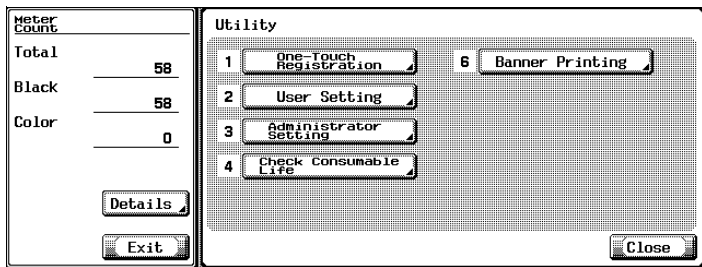 Meter
Count
Total
58
Black
58
Color
0
Details
Exit
Utility
1 One-Touch
Registration
2 User Setting
3 Administrator
Setting
4 Check Consumable
Life
6 Banner Printing
Close